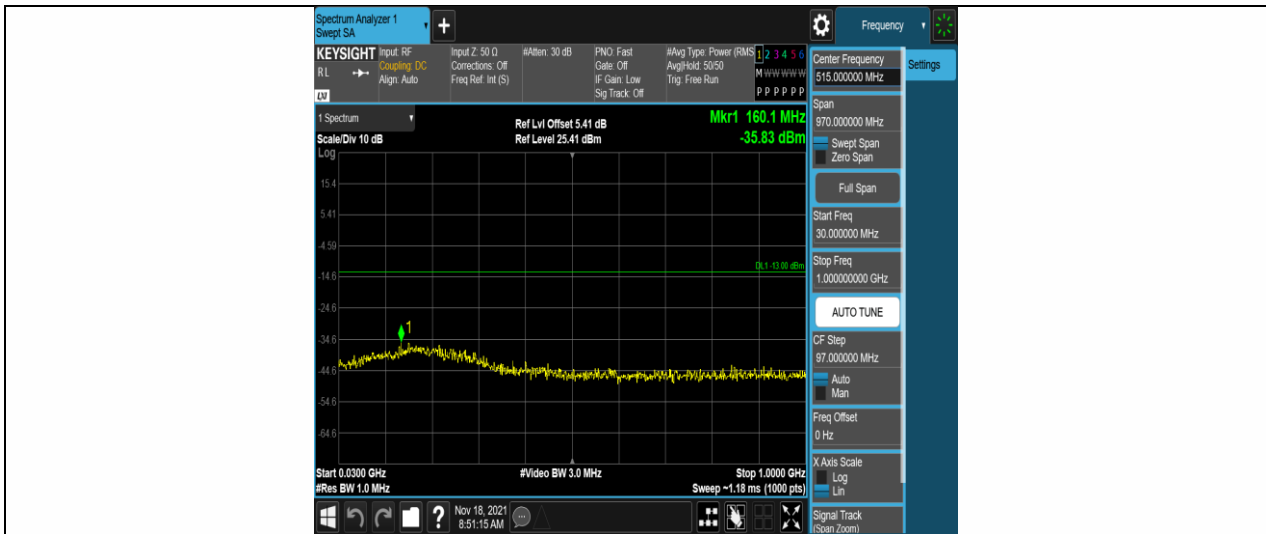 Spectrum Analyzer 1
Swept SA
Frequency
KEYSIGHT
RL
LXI
Input: RF
Coupling: DC
Align: Auto
Input Z: 50 Ω
Corrections: Off
Freq Ref: Int (S)
#Atten: 30 dB
PNO: Fast
Gate: Off
IF Gain: Low
Sig Track: Off
#Avg Type: Power (RMS
Avg|Hold: 50/50
Trig: Free Run
1 2 3 4 5 6
M W W W W W
P P P P P P
1 Spectrum
Scale/Div 10 dB
Log
Ref Lvl Offset 5.41 dB
Ref Level 25.41 dBm
Mkr1 160.1 MHz
-35.83 dBm
15.4
5.41
-4.59
-14.6
-24.6
-34.6
-44.6
-54.6
-64.6
DL1 -13.00 dBm
1
Start 0.0300 GHz
#Res BW 1.0 MHz
#Video BW 3.0 MHz
Stop 1.0000 GHz
Sweep ~1.18 ms (1000 pts)
Nov 18, 2021
8:51:15 AM
Center Frequency
515.000000 MHz
Span
970.000000 MHz
Swept Span
Zero Span
Full Span
Start Freq
30.000000 MHz
Stop Freq
1.000000000 GHz
AUTO TUNE
CF Step
97.000000 MHz
Auto
Man
Freq Offset
0 Hz
X Axis Scale
Log
Lin
Signal Track
(Span Zoom)
Settings